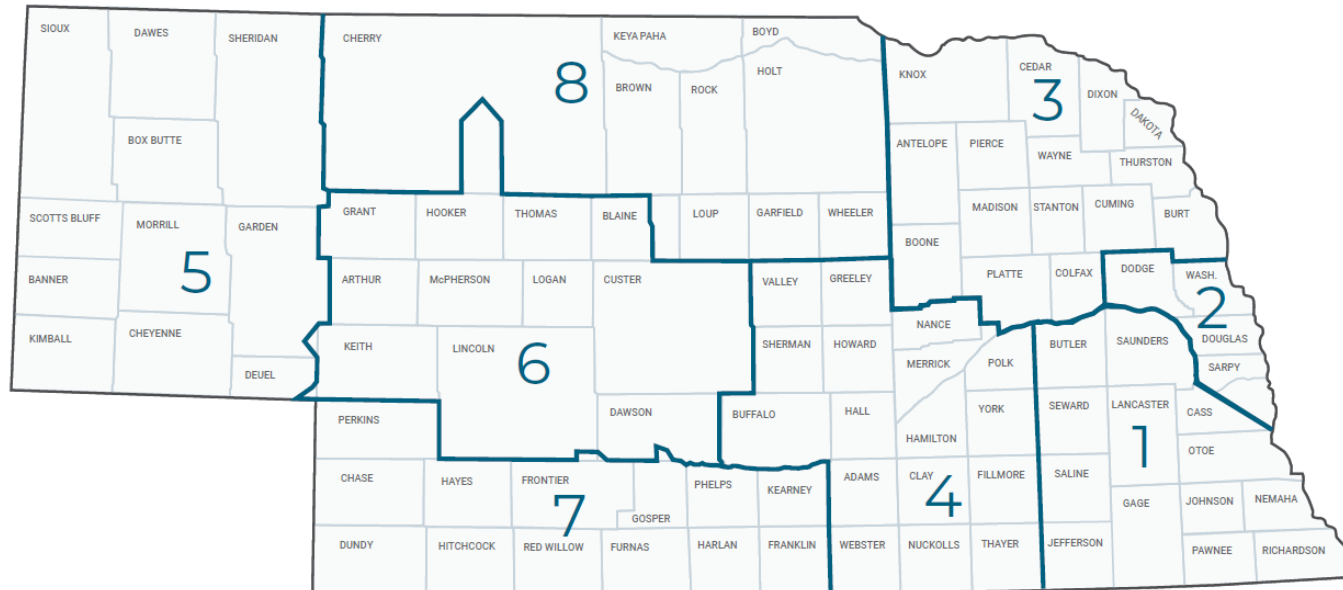 SIOUX
DAWES
SHERIDAN
CHERRY
KEYA PAHA
BOYD
8
BROWN
ROCK
HOLT
KNOX
CEDAR
3
DIXON
DAKOTA
BOX BUTTE
ANTELOPE
PIERCE
WAYNE
THURSTON
SCOTTS BLUFF
MORRILL
GARDEN
GRANT
HOOKER
THOMAS
BLAINE
LOUP
GARFIELD
WHEELER
MADISON
STANTON
CUMING
BURT
BOONE
BANNER
5
ARTHUR
McPHERSON
LOGAN
CUSTER
VALLEY
GREELEY
PLATTE
COLFAX
DODGE
WASH.
2
KIMBALL
CHEYENNE
DEUEL
KEITH
LINCOLN
6
SHERMAN
HOWARD
NANCE
MERRICK
POLK
BUTLER
SAUNDERS
DOUGLAS
SARPY
PERKINS
DAWSON
BUFFALO
HALL
HAMILTON
YORK
SEWARD
LANCASTER
1
CASS
OTOE
CHASE
HAYES
FRONTIER
7
GOSPER
PHELPS
KEARNEY
ADAMS
CLAY
4
FILLMORE
SALINE
GAGE
JOHNSON
NEMAHA
DUNDY
HITCHCOCK
RED WILLOW
FURNAS
HARLAN
FRANKLIN
WEBSTER
NUCKOLLS
THAYER
JEFFERSON
PAWNEE
RICHARDSON